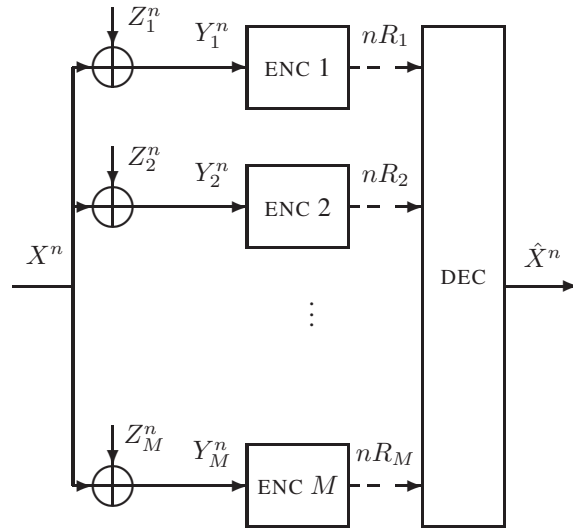 Z_1^n
Y_1^n ENC 1 nR_1
Z_2^n
Y_2^n ENC 2 nR_2
X^n DEC \hat{X}^n
⋮
Z_M^n
Y_M^n ENC M nR_M